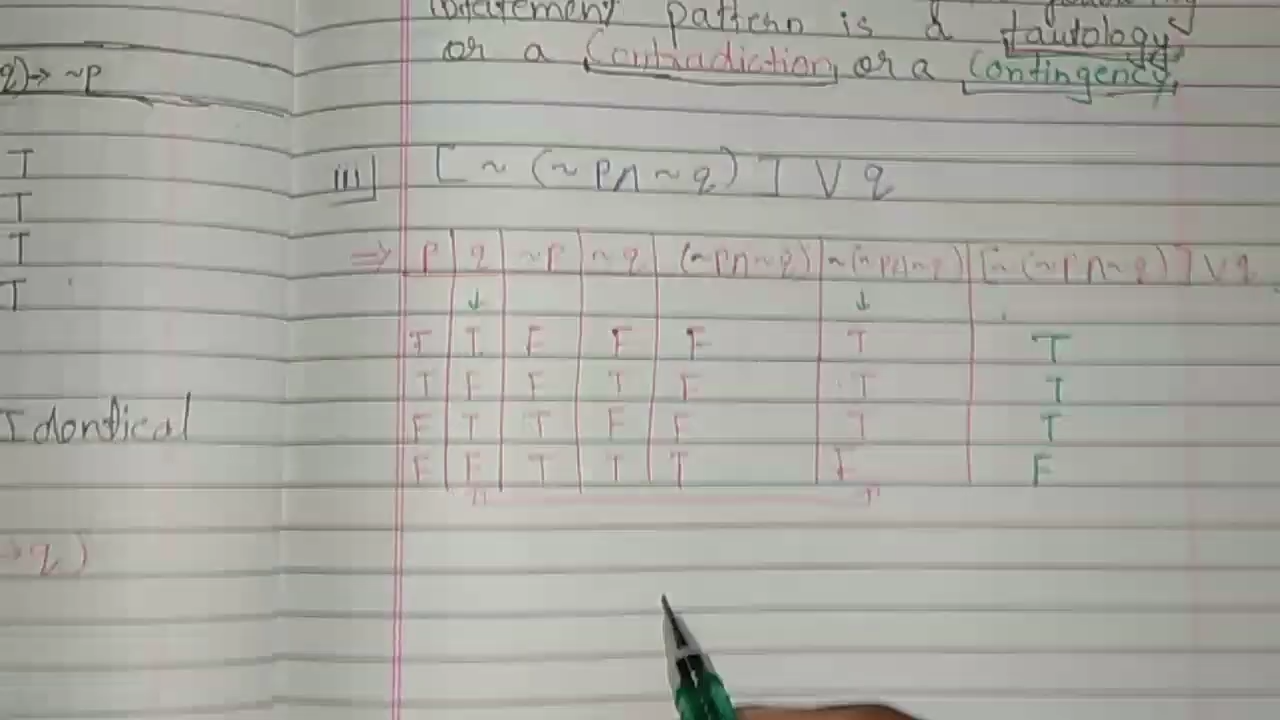 statement pattern is a tautology
or a Contradiction or a Contingency
q)→ ~p
T
T
T
T
Identical
→q)
III] [~(~p∧~q)]∨q
⇒ p q ~p ~q (~p∧~q) ~(~p∧~q) [~(~p∧~q)]∨q
↓ ↓
T T F F F T T
T F F T F T T
F T T F F T T
F F T T T F F